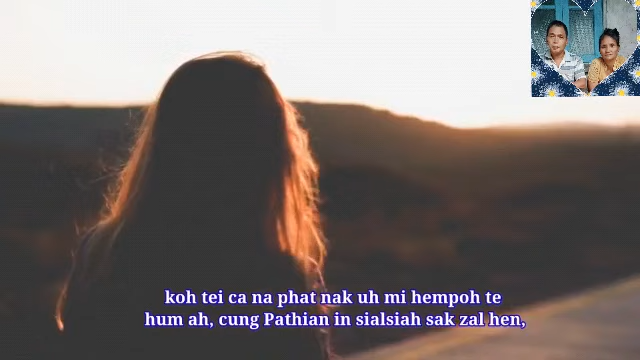 koh tei ca na phat nak uh mi hempoh te
hum ah, cung Pathian in sialsiah sak zal hen,